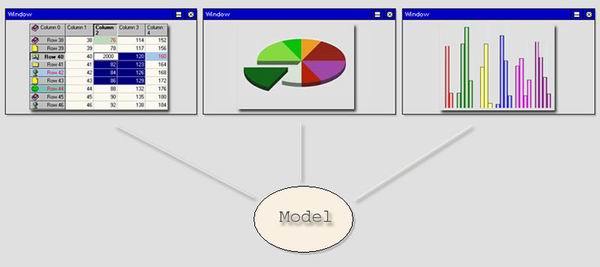 Window
Window
Window
Column 0 Column 1 Column 2 Column 3 Column 4
Row 38 38 76 114 152
Row 39 39 78 117 156
Row 40 40 2000 120 160
Row 41 41 82 123 164
Row 42 42 84 126 168
Row 43 43 86 129 172
Row 44 44 88 132 176
Row 45 45 90 135 180
Row 46 46 92 138 184
Model